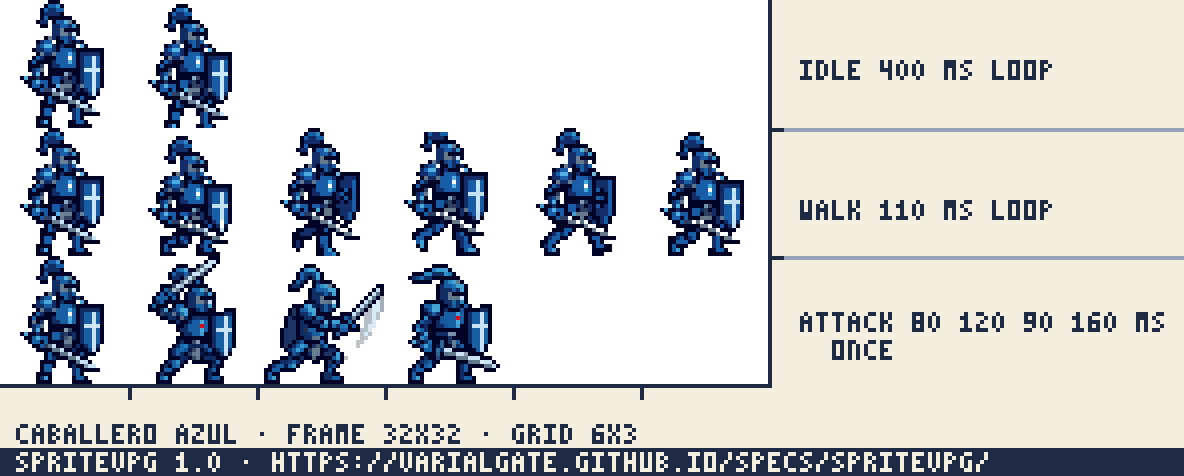 IDLE 400 MS LOOP
WALK 110 MS LOOP
ATTACK 80 120 90 160 MS
ONCE
CABALLERO AZUL · FRAME 32X32 · GRID 6X3
SPRITEVPG 1.0 · HTTPS://VARIALGATE.GITHUB.IO/SPECS/SPRITEVPG/